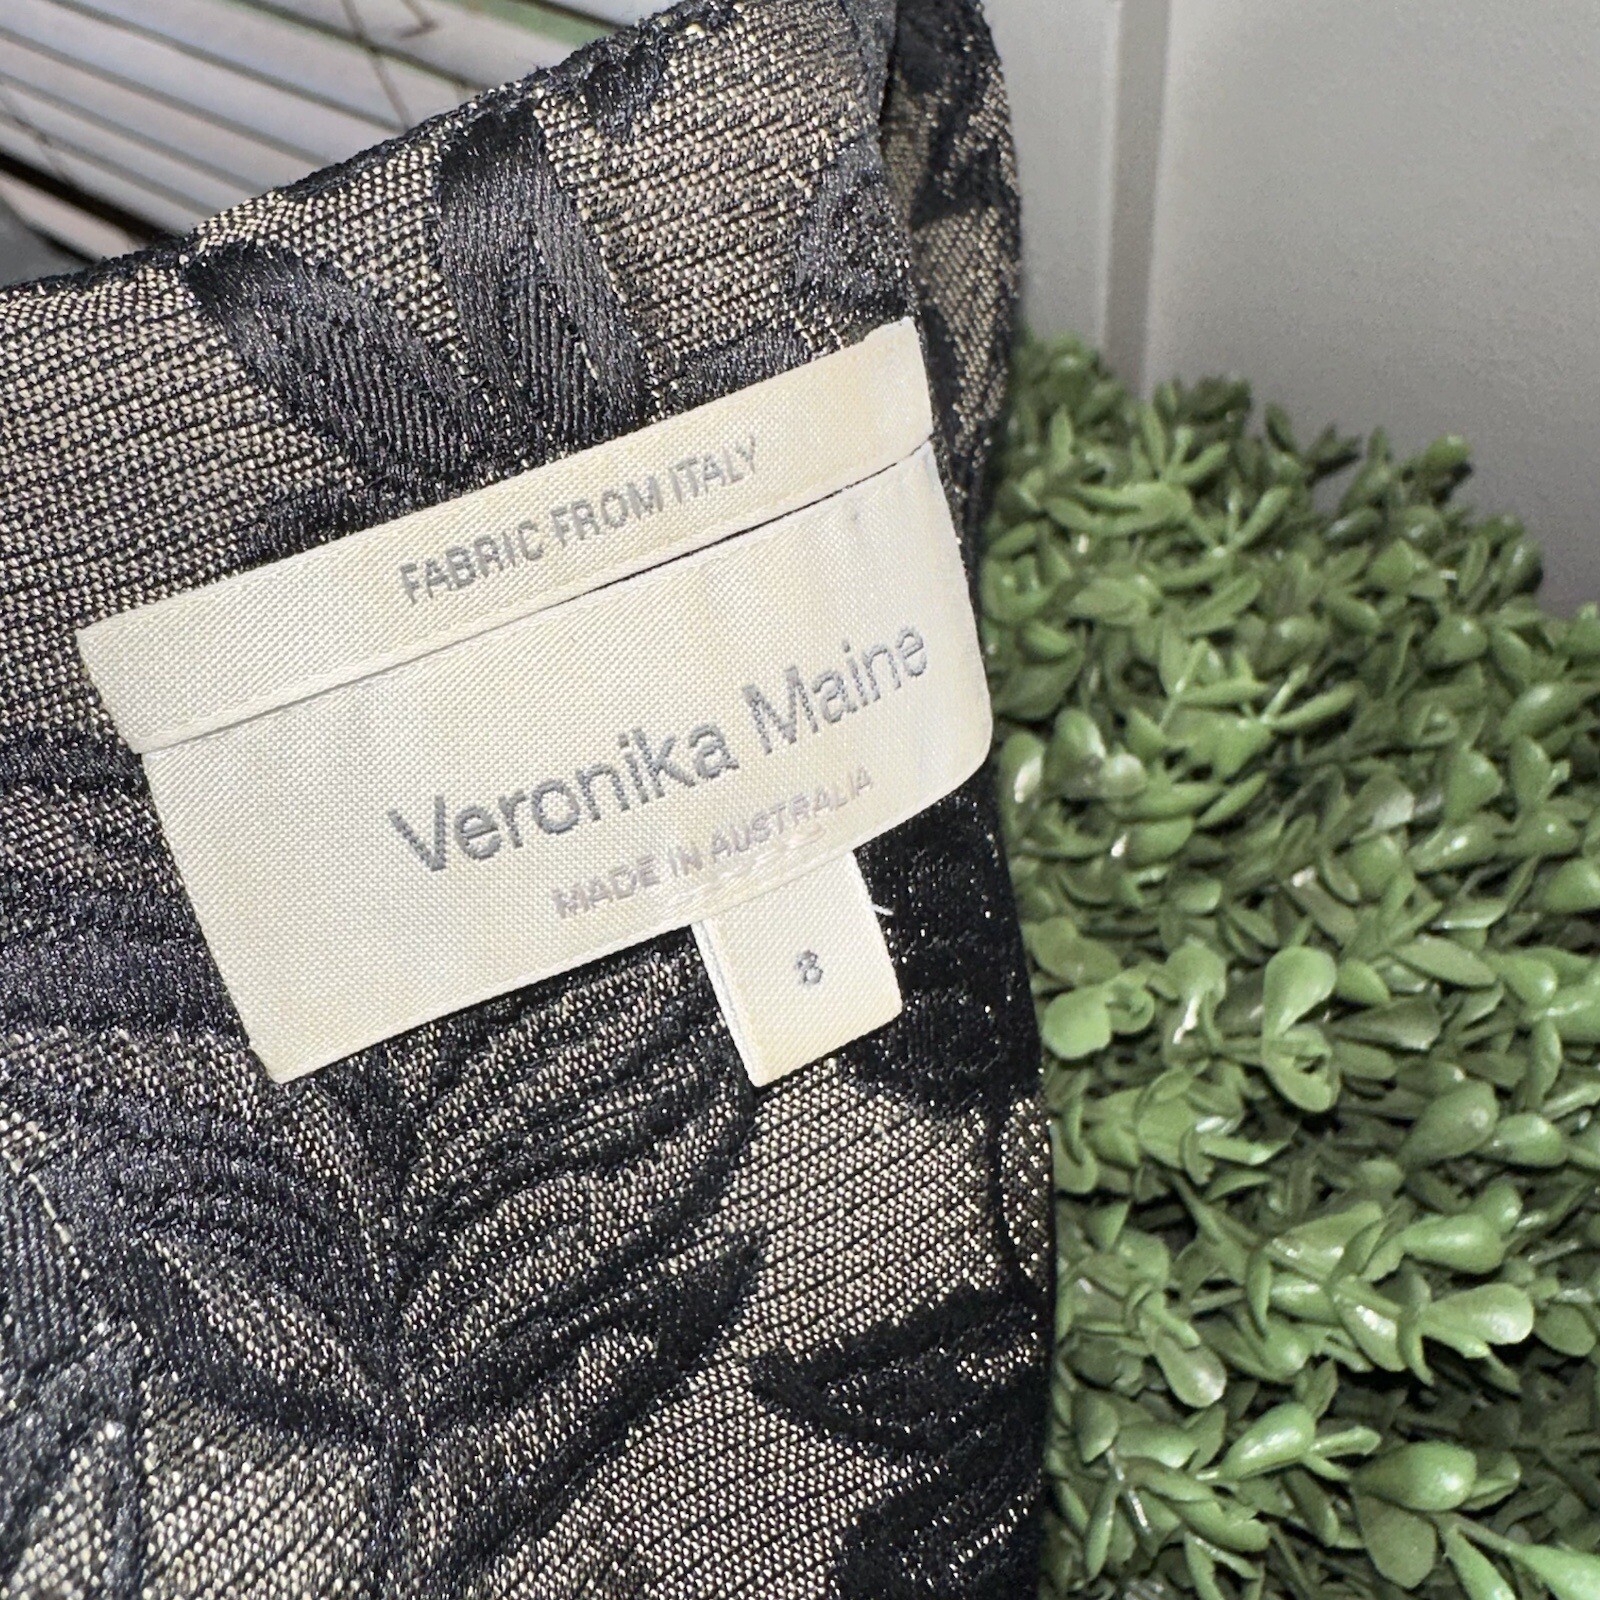 FABRIC FROM ITALY
Veronika Maine
MADE IN AUSTRALIA
8